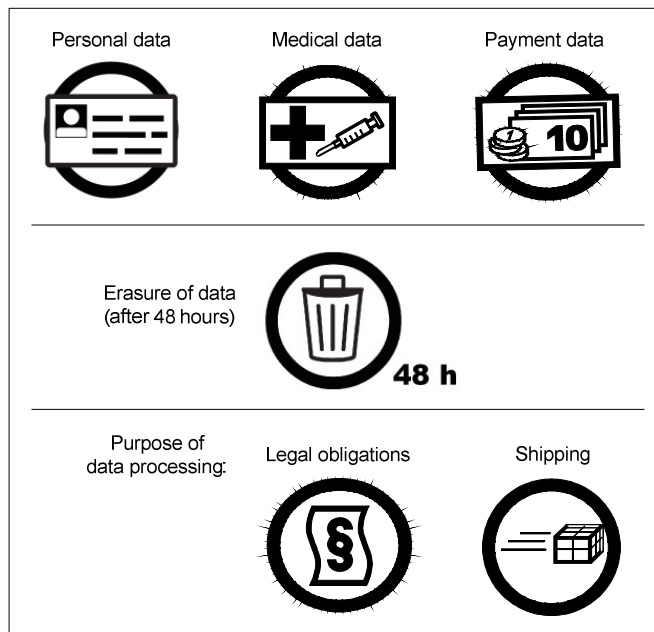 Personal data
Medical data
Payment data
1
10
Erasure of data
(after 48 hours)
48 h
Purpose of
data processing:
Legal obligations
Shipping
§